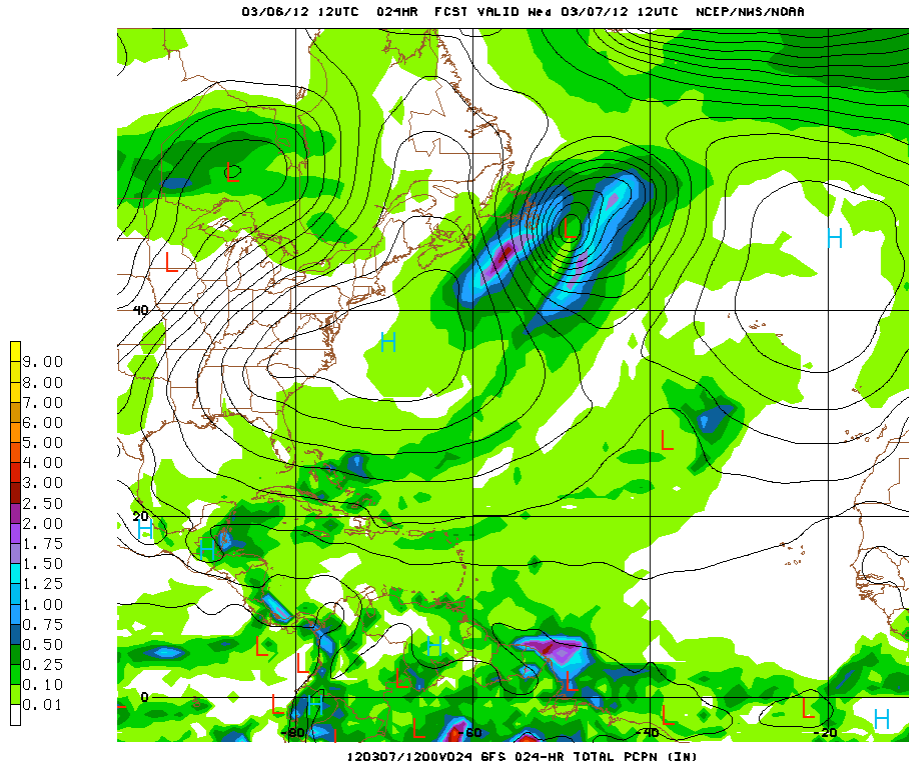 03/06/12 12UTC 024HR FCST VALID Wed 03/07/12 12UTC NCEP/NWS/NOAA
L
L
L
H
40
H
9.00
8.00
7.00
6.00
5.00
4.00
3.00
2.50
2.00
1.75
1.50
1.25
1.00
0.75
0.50
0.25
0.10
0.01
L
20
H
H
L
H
L
L
L
0
L
H
L
L
L
H
L
-80
-60
-40
-20
120307/1200V024 GFS 024-HR TOTAL PCPN (IN)